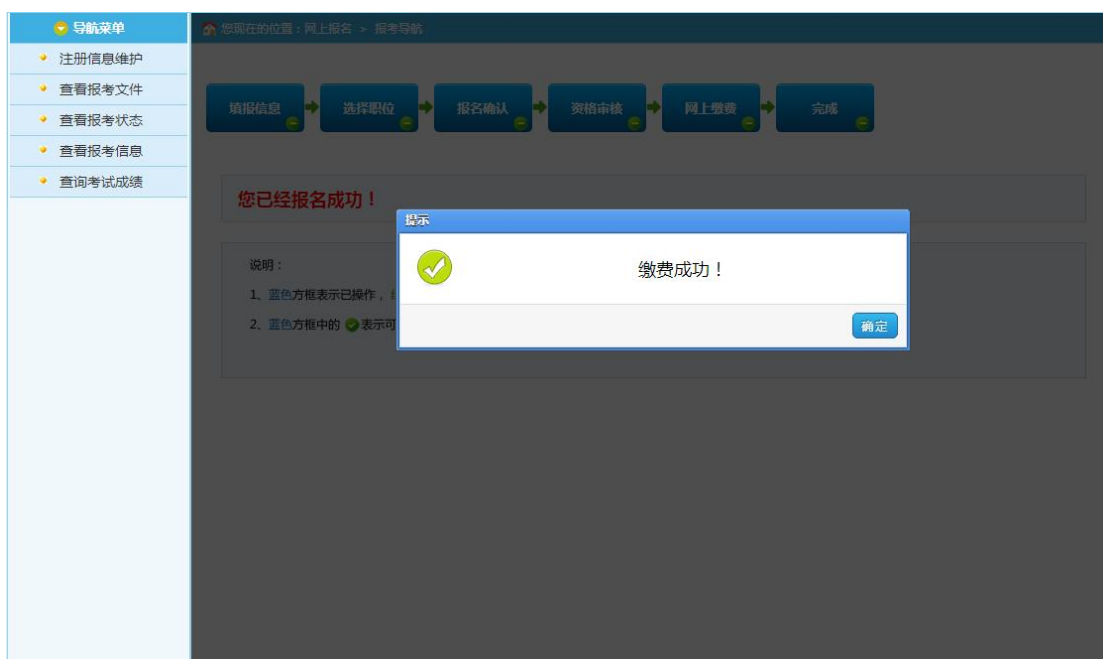 导航菜单
您现在的位置：网上报名 > 报考导航
注册信息维护
查看报考文件
查看报考状态
查看报考信息
查询考试成绩
填报信息
选择职位
报名确认
资格审核
网上缴费
完成
您已经报名成功！
提示
缴费成功！
确定
说明：
1、蓝色方框表示已操作，
2、蓝色方框中的 表示可